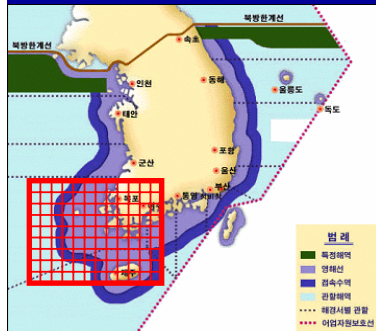 북방한계선
북방한계선
속초
인천
동해
울릉도
독도
태안
군산
포항
울산
부산
통영
목포
제주
범 례
특정해역
영해선
접속수역
관할해역
해경서별 관할
어업자원보호선